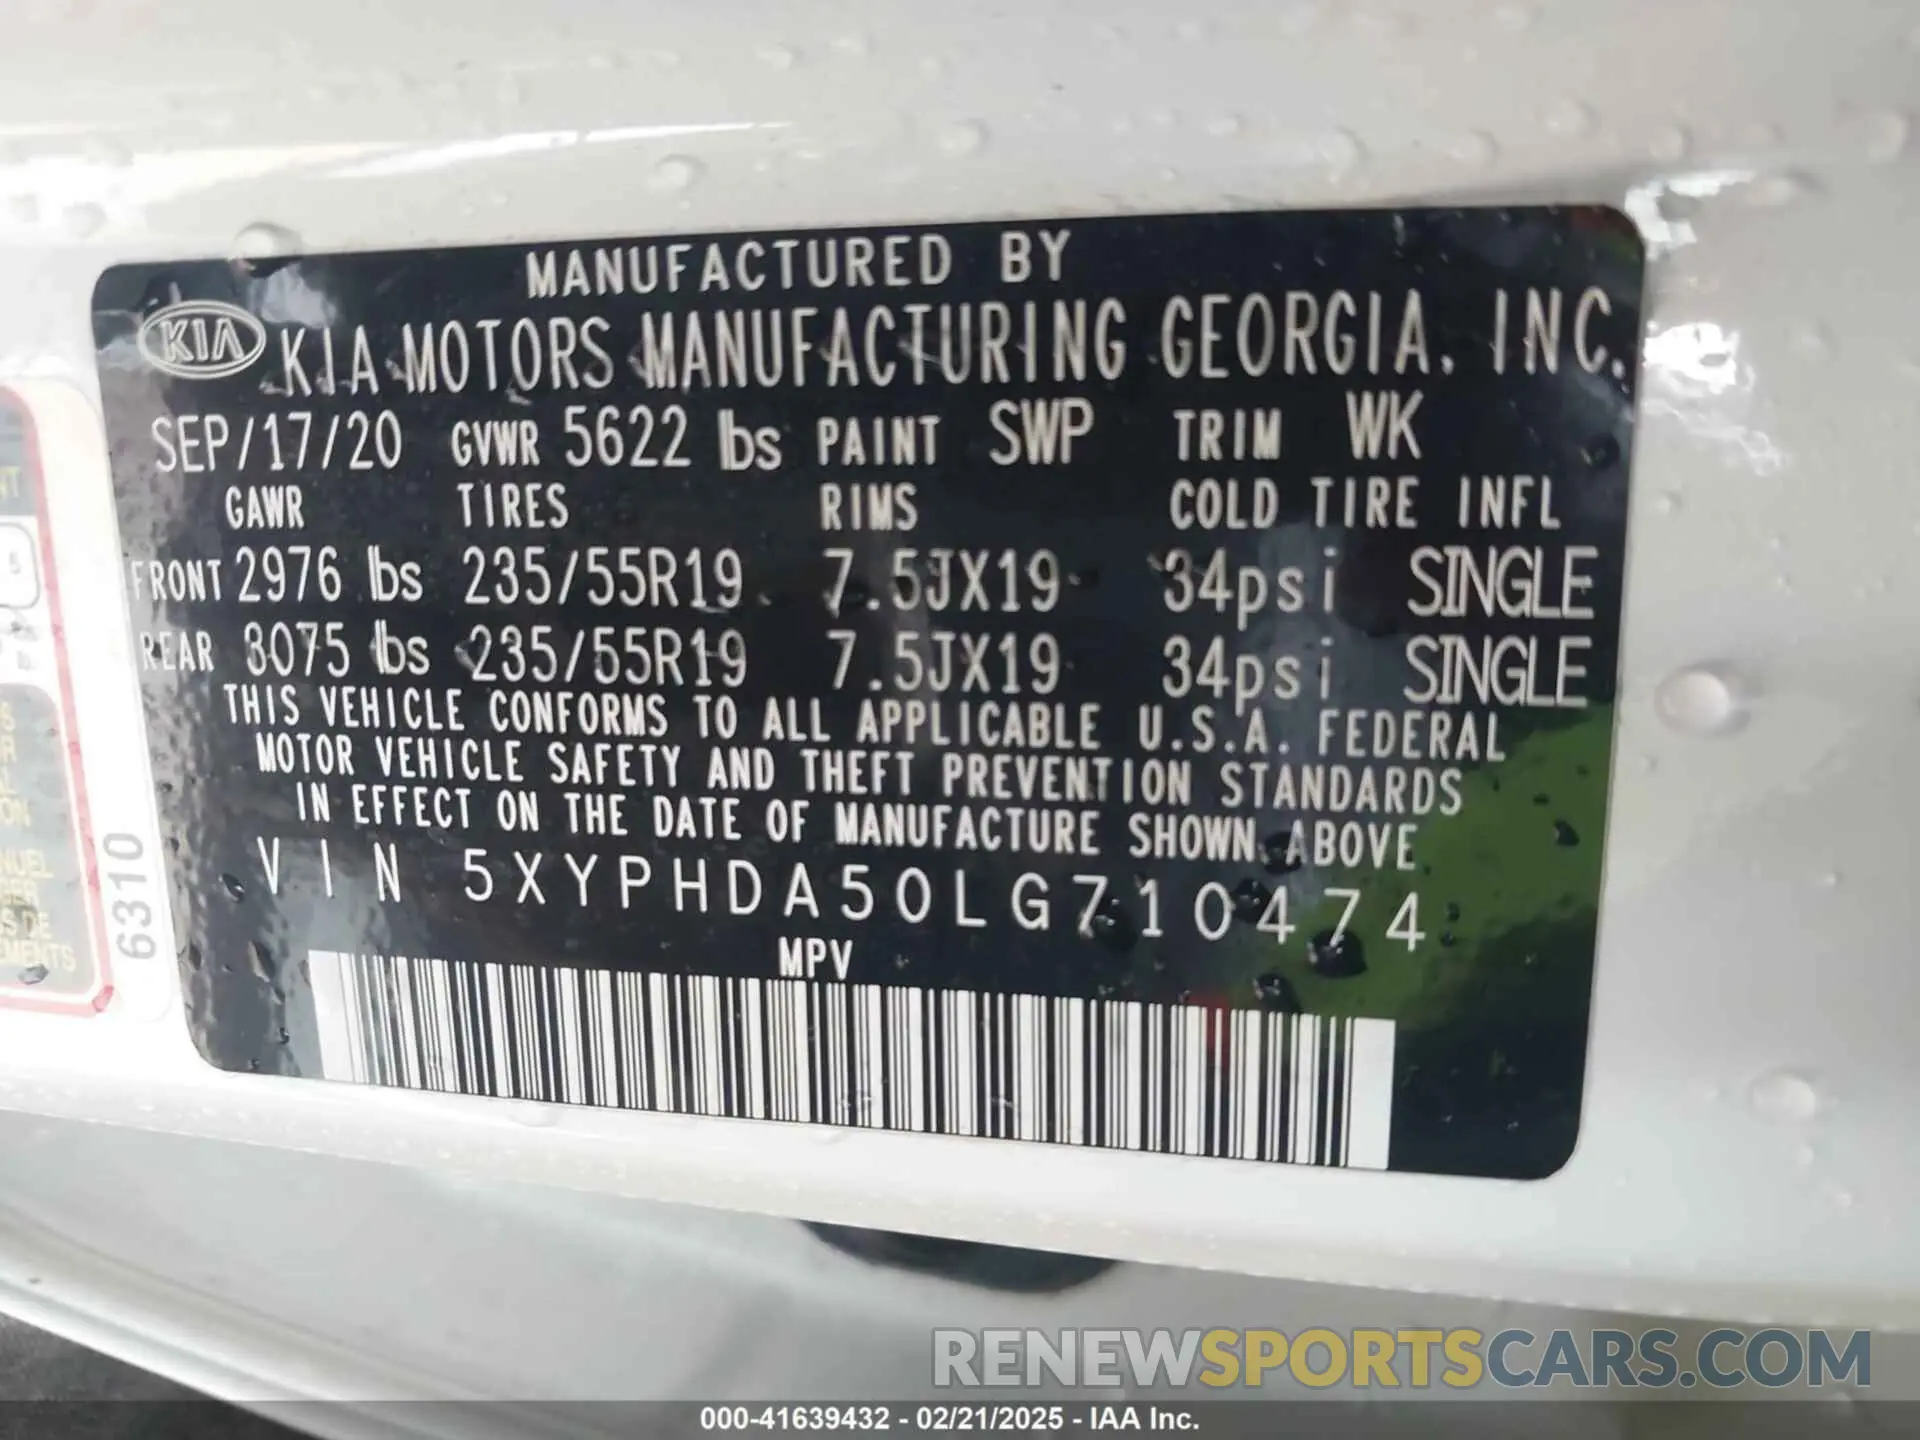 MANUFACTURED BY
KIA KIA MOTORS MANUFACTURING GEORGIA, INC.
SEP/17/20 GVWR 5622 lbs PAINT SWP TRIM WK
GAWR TIRES RIMS COLD TIRE INFL
FRONT 2976 lbs 235/55R19 7.5JX19 34psi SINGLE
REAR 3075 lbs 235/55R19 7.5JX19 34psi SINGLE
THIS VEHICLE CONFORMS TO ALL APPLICABLE U.S.A. FEDERAL
MOTOR VEHICLE SAFETY AND THEFT PREVENTION STANDARDS
IN EFFECT ON THE DATE OF MANUFACTURE SHOWN ABOVE
VIN 5XYPHDA50LG710474
MPV
6310
RENEWSPORTSCARS.COM
000-41639432 - 02/21/2025 - IAA Inc.